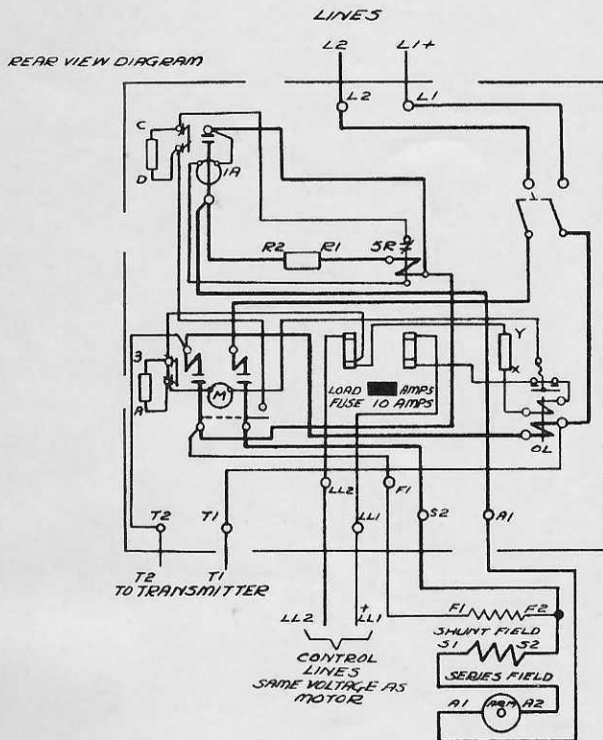 LINES
L2 L1+
REAR VIEW DIAGRAM
L2 L1
C
D
1A
R2 R1 SR
Y
X
B
A
M
LOAD AMPS
FUSE 10 AMPS
OL
LL2 F1
T2 T1 LL1 S2 A1
T2 T1
TO TRANSMITTER
LL2 + LL1
F1 F2
SHUNT FIELD
S1 S2
SERIES FIELD
CONTROL
LINES
SAME VOLTAGE AS
MOTOR
A1 ARM A2